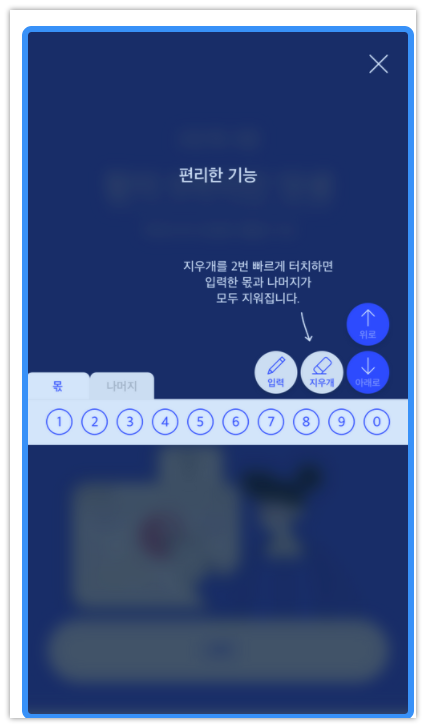 편리한 기능
지우개를 2번 빠르게 터치하면
입력한 몫과 나머지가
모두 지워집니다.
위로
입력
지우개
아래로
몫
나머지
1 2 3 4 5 6 7 8 9 0